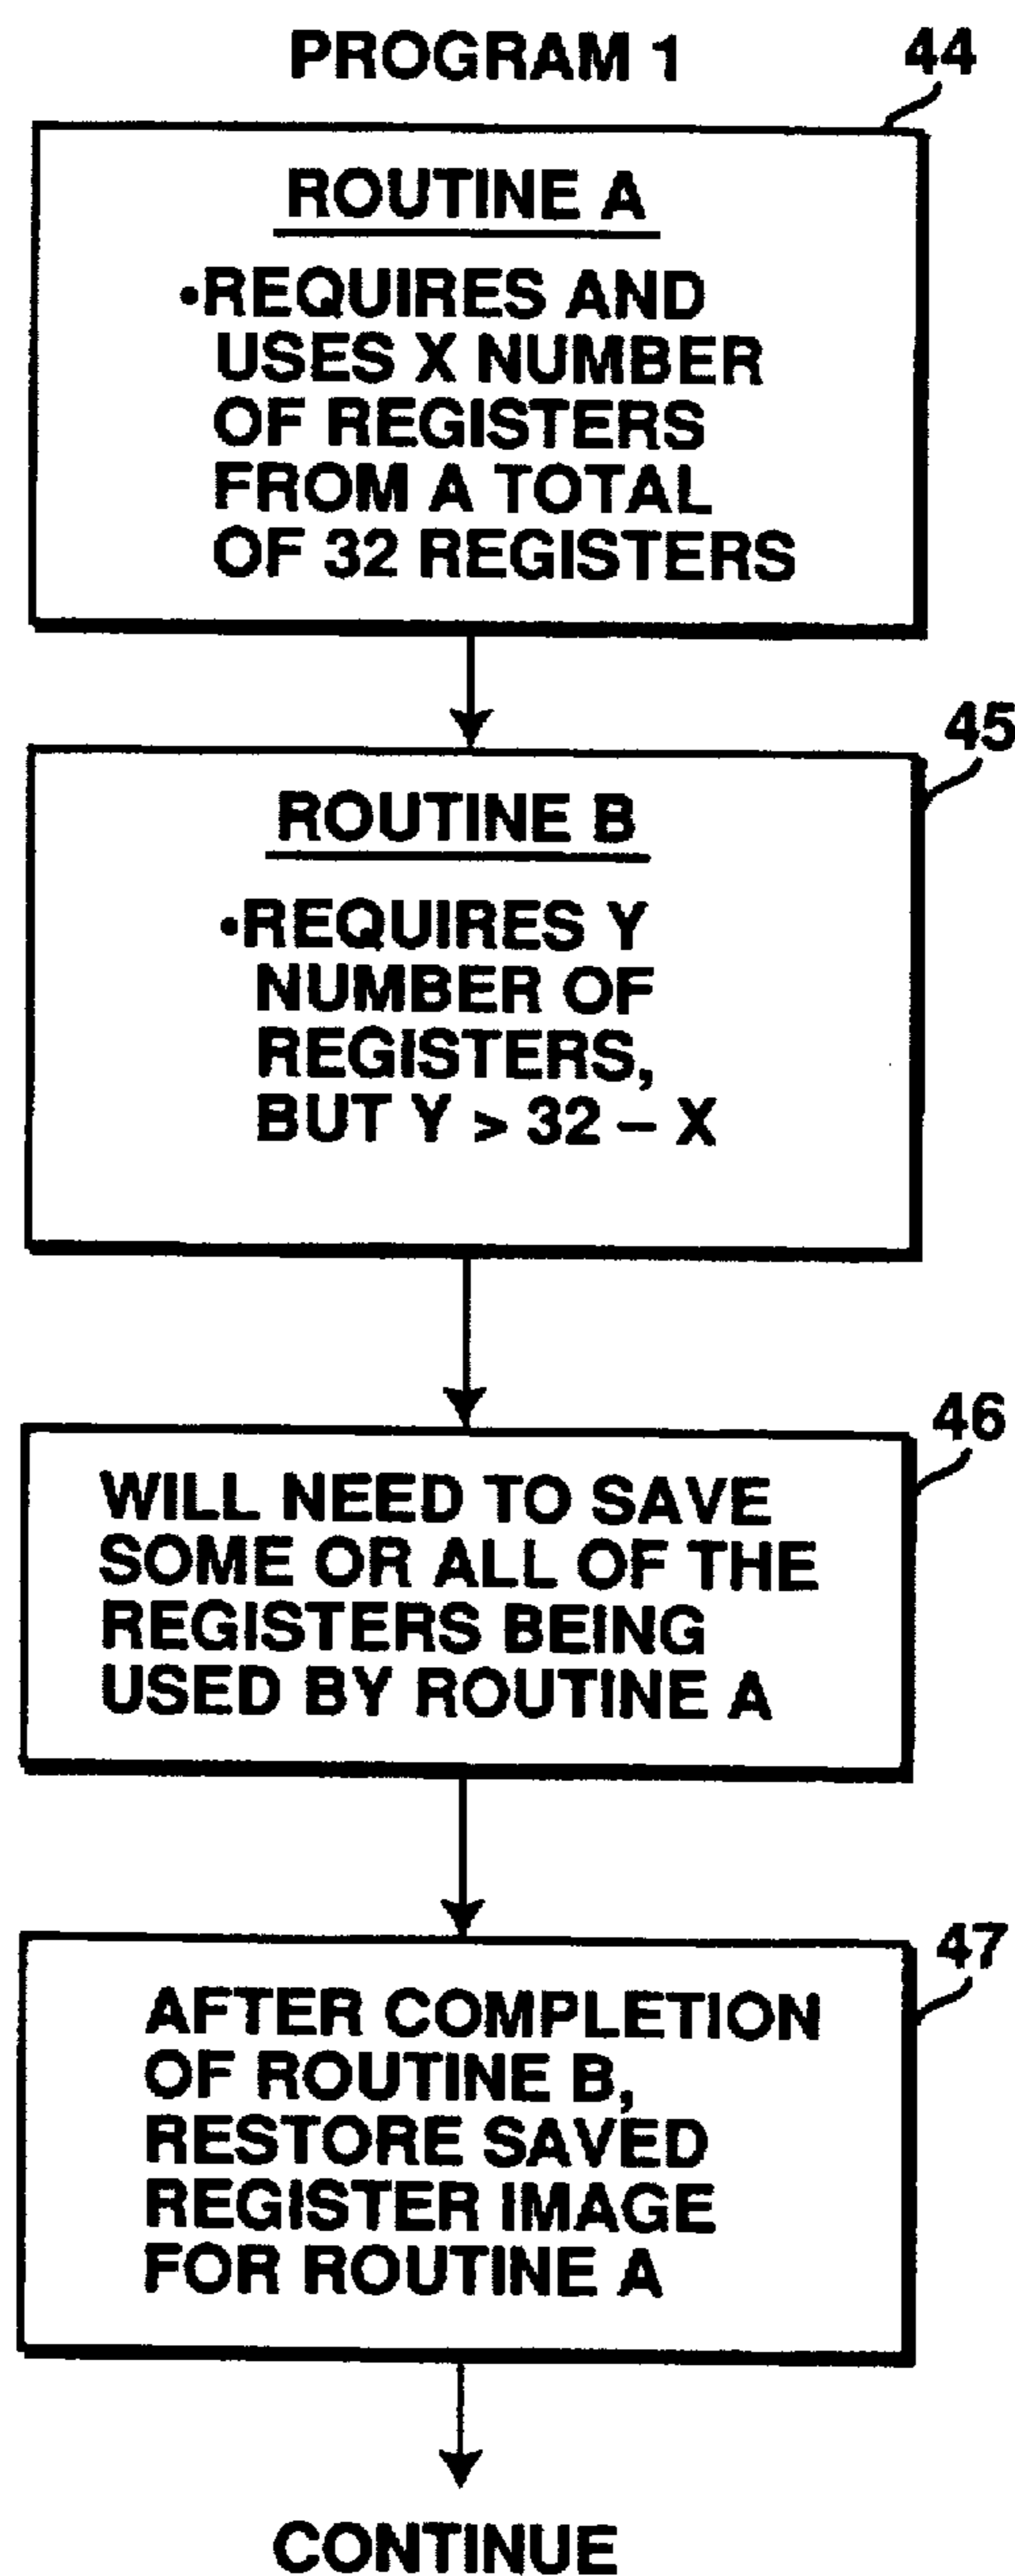 PROGRAM 1
44
ROUTINE A
•REQUIRES AND
USES X NUMBER
OF REGISTERS
FROM A TOTAL
OF 32 REGISTERS
45
ROUTINE B
•REQUIRES Y
NUMBER OF
REGISTERS,
BUT Y > 32 – X
46
WILL NEED TO SAVE
SOME OR ALL OF THE
REGISTERS BEING
USED BY ROUTINE A
47
AFTER COMPLETION
OF ROUTINE B,
RESTORE SAVED
REGISTER IMAGE
FOR ROUTINE A
CONTINUE